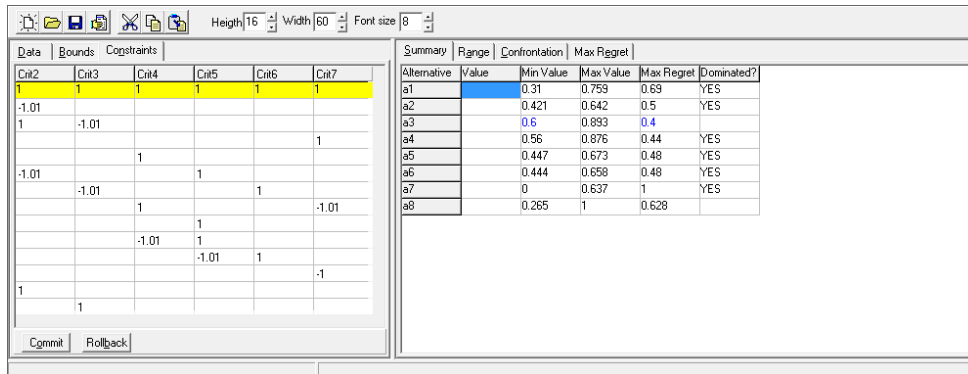 Heigth 16 Width 60 Font size 8
Data Bounds Constraints
Crit2 Crit3 Crit4 Crit5 Crit6 Crit7
1 1 1 1 1 1
-1.01
1 -1.01
1
1
-1.01 1
-1.01 1
1 -1.01
1
-1.01 1
-1.01 1
-1
1
1
Commit Rollback
Summary Range Confrontation Max Regret
Alternative Value Min Value Max Value Max Regret Dominated?
a1 0.31 0.759 0.69 YES
a2 0.421 0.642 0.5 YES
a3 0.6 0.893 0.4
a4 0.56 0.876 0.44 YES
a5 0.447 0.673 0.48 YES
a6 0.444 0.658 0.48 YES
a7 0 0.637 1 YES
a8 0.265 1 0.628